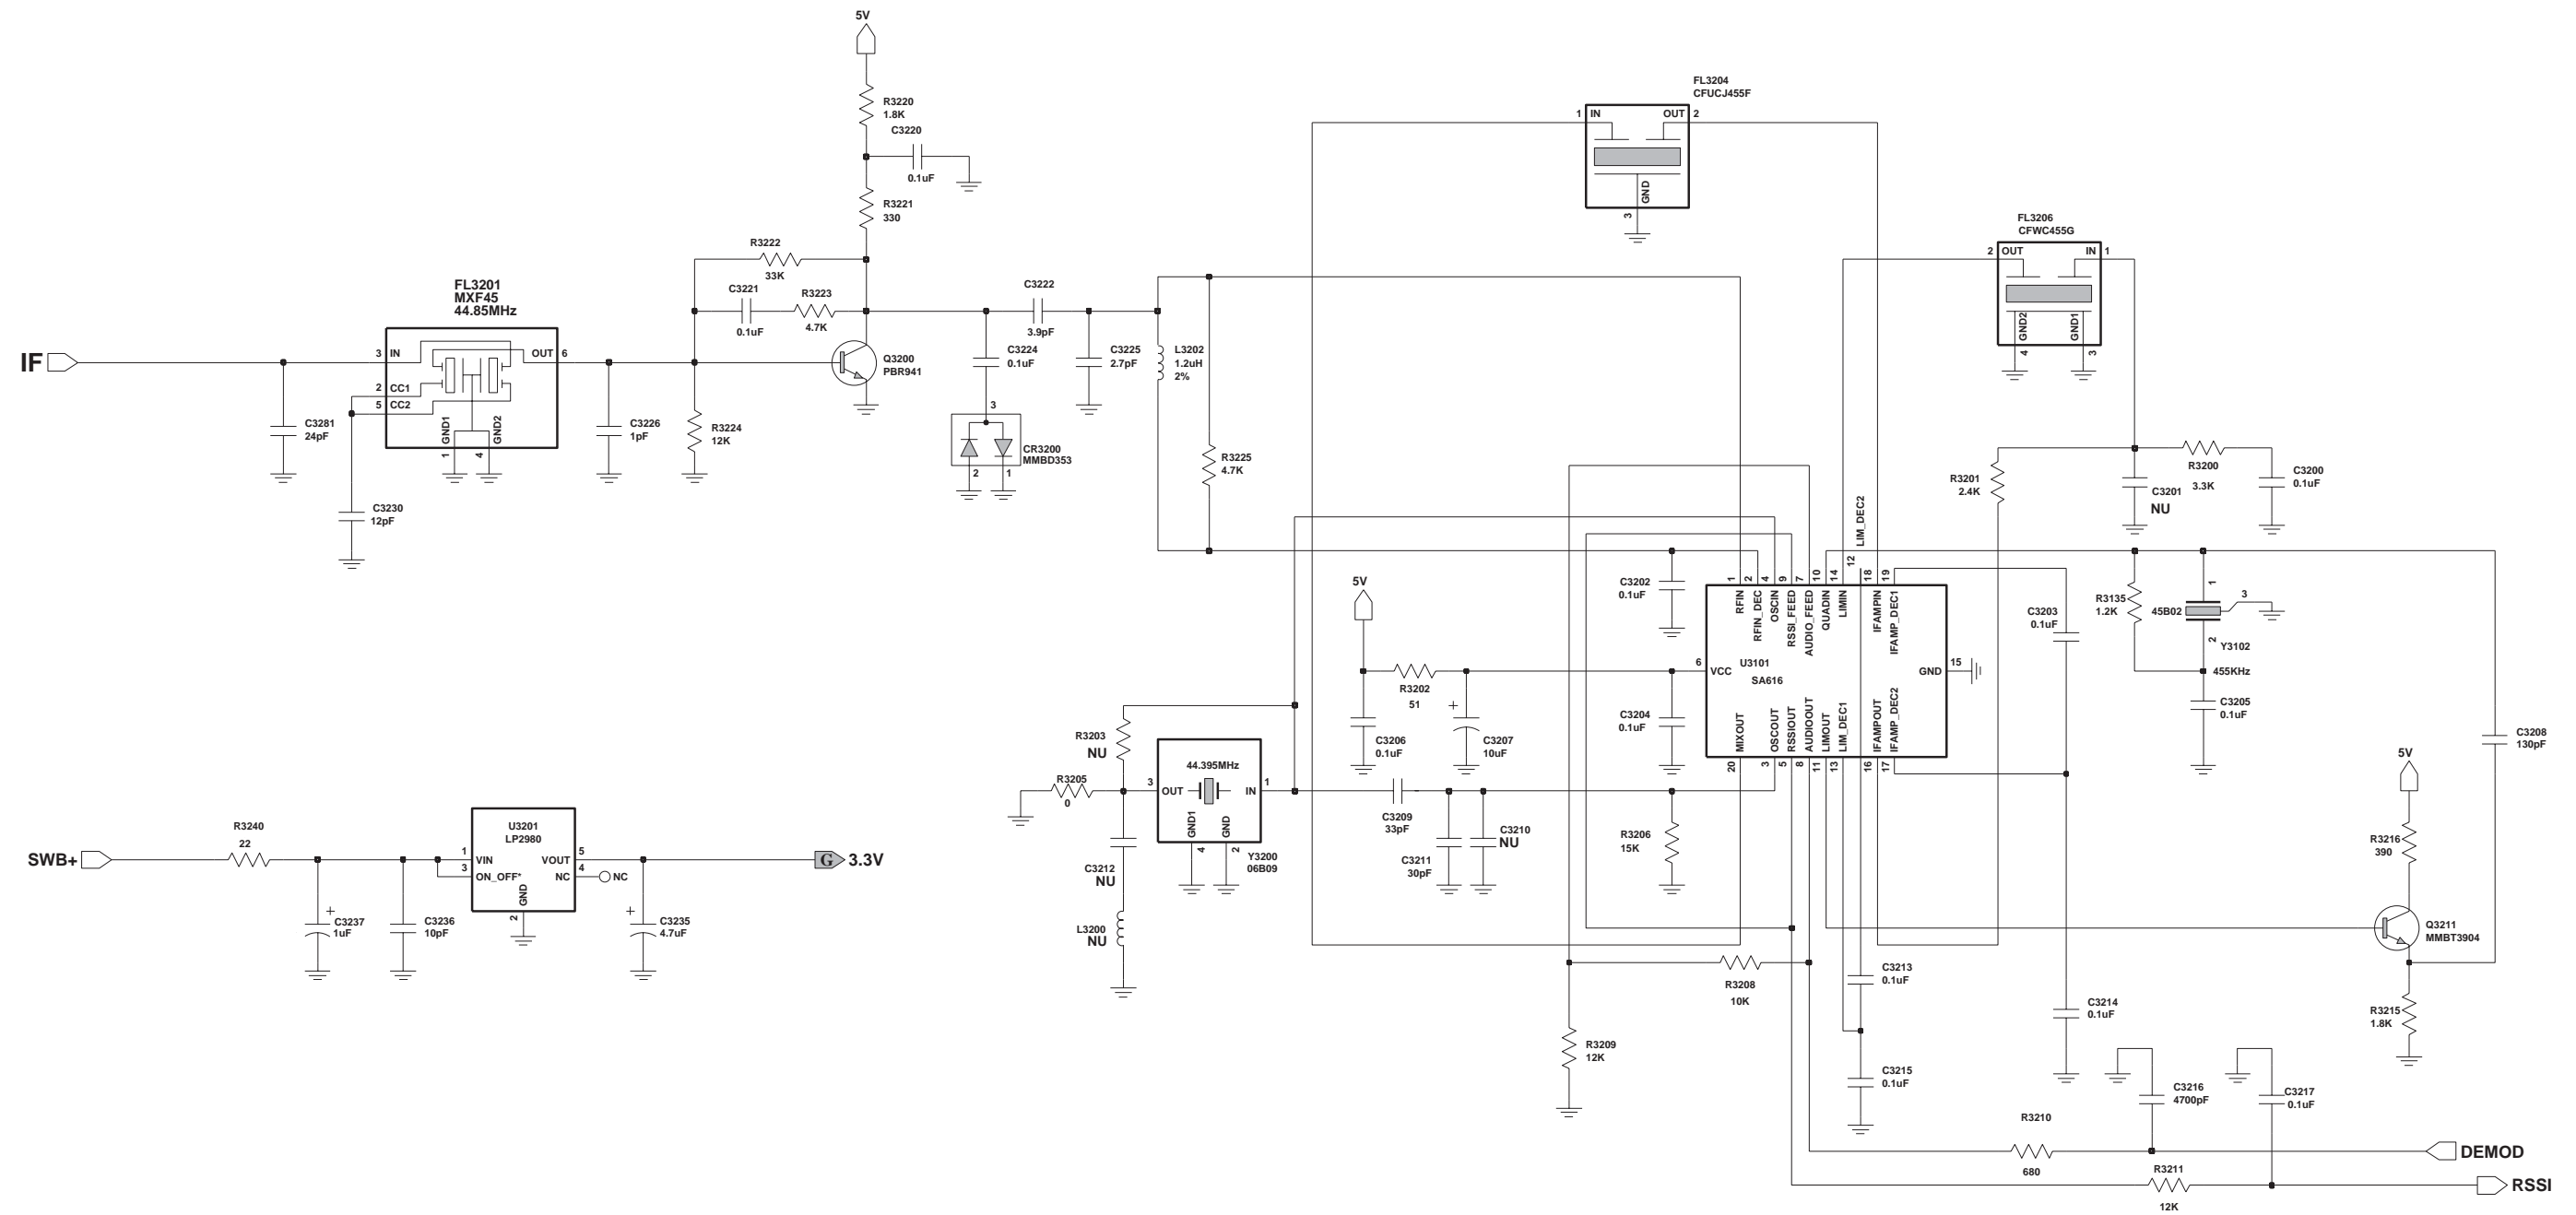 5V
R3220
1.8K
C3220
0.1uF
R3221
330
R3222
33K
C3221
0.1uF
R3223
4.7K
FL3201
MXF45
44.85MHz
IF
3 IN
OUT 6
2 CC1
5 CC2
GND1
GND2
1
4
C3281
24pF
C3230
12pF
C3226
1pF
R3224
12K
Q3200
PBR941
C3224
0.1uF
3
CR3200
MMBD353
2
1
C3222
3.9pF
C3225
2.7pF
L3202
1.2uH
2%
R3225
4.7K
FL3204
CFUCJ455F
1 IN
OUT 2
GND
3
FL3206
CFWC455G
2 OUT
IN 1
GND2
GND1
4
3
R3201
2.4K
C3201
NU
R3200
3.3K
C3200
0.1uF
LIM_DEC2
12
C3202
0.1uF
1
2
4
9
7
10
14
18
19
RFIN
RFIN_DEC
OSCIN
RSSI_FEED
AUDIO_FEED
QUADIN
LIMIN
IFAMPIN
IFAMP_DEC1
6 VCC
U3101
SA616
GND 15
MIXOUT
OSCOUT
RSSIOUT
AUDIOOUT
LIMOUT
LIM_DEC1
IFAMPOUT
IFAMP_DEC2
20
3
5
8
11
13
16
17
C3203
0.1uF
R3135
1.2K
45B02
1
3
2
Y3102
455KHz
C3205
0.1uF
C3208
130pF
5V
R3202
51
C3206
0.1uF
+
C3207
10uF
C3204
0.1uF
R3203
NU
R3205
0
44.395MHz
3 OUT
IN 1
GND1
GND
4
2
Y3200
06B09
C3212
NU
L3200
NU
C3209
33pF
C3211
30pF
C3210
NU
R3206
15K
SWB+
R3240
22
U3201
LP2980
1 VIN
3 ON_OFF*
VOUT 5
NC 4
NC
GND
2
+
C3237
1uF
C3236
10pF
+
C3235
4.7uF
G 3.3V
R3208
10K
R3209
12K
C3213
0.1uF
C3215
0.1uF
C3214
0.1uF
5V
R3216
390
Q3211
MMBT3904
R3215
1.8K
C3216
4700pF
C3217
0.1uF
R3210
680
DEMOD
R3211
12K
RSSI